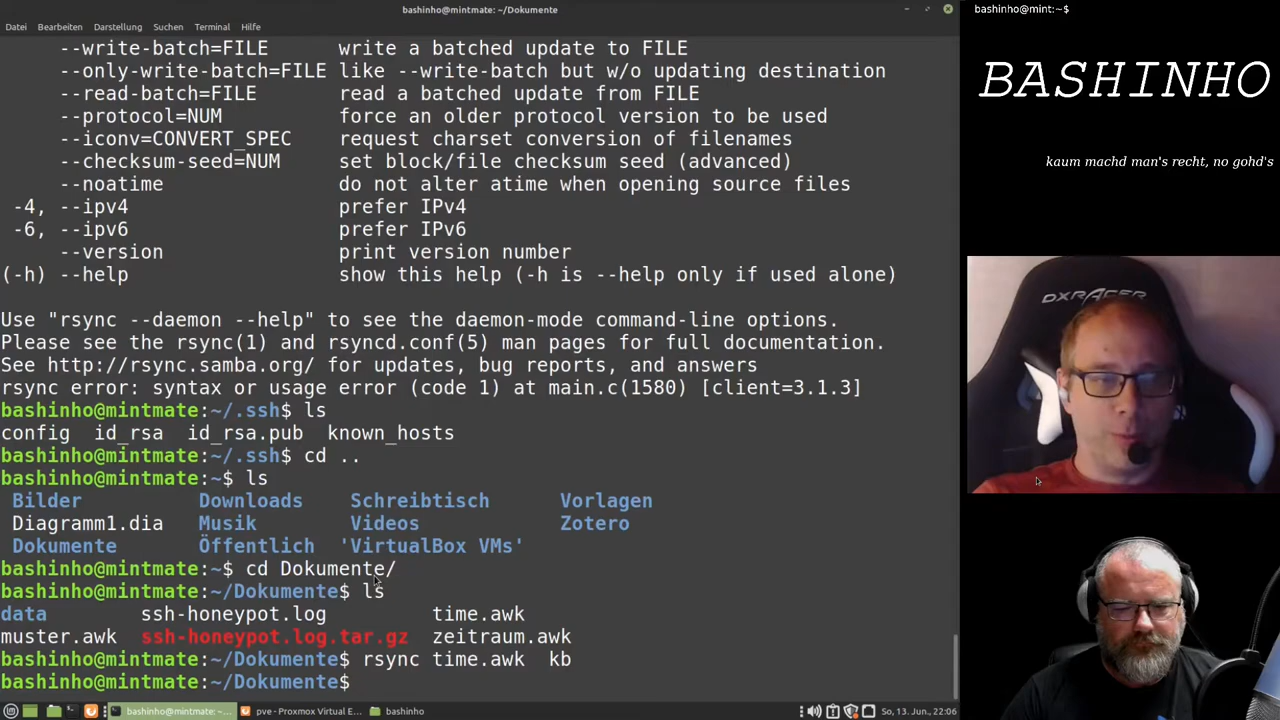 bashinho@mintmate: ~/Dokumente
Datei Bearbeiten Darstellung Suchen Terminal Hilfe
--write-batch=FILE write a batched update to FILE
--only-write-batch=FILE like --write-batch but w/o updating destination
--read-batch=FILE read a batched update from FILE
--protocol=NUM force an older protocol version to be used
--iconv=CONVERT_SPEC request charset conversion of filenames
--checksum-seed=NUM set block/file checksum seed (advanced)
--noatime do not alter atime when opening source files
-4, --ipv4 prefer IPv4
-6, --ipv6 prefer IPv6
--version print version number
(-h) --help show this help (-h is --help only if used alone)
Use "rsync --daemon --help" to see the daemon-mode command-line options.
Please see the rsync(1) and rsyncd.conf(5) man pages for full documentation.
See http://rsync.samba.org/ for updates, bug reports, and answers
rsync error: syntax or usage error (code 1) at main.c(1580) [client=3.1.3]
bashinho@mintmate:~/.ssh$ ls
config id_rsa id_rsa.pub known_hosts
bashinho@mintmate:~/.ssh$ cd ..
bashinho@mintmate:~$ ls
Bilder Downloads Schreibtisch Vorlagen
Diagramm1.dia Musik Videos Zotero
Dokumente Öffentlich 'VirtualBox VMs'
bashinho@mintmate:~$ cd Dokumente/
bashinho@mintmate:~/Dokumente$ ls
data ssh-honeypot.log time.awk
muster.awk ssh-honeypot.log.tar.gz zeitraum.awk
bashinho@mintmate:~/Dokumente$ rsync time.awk kb
bashinho@mintmate:~/Dokumente$
bashinho@mintmate: ~/D... pve - Proxmox Virtual E... bashinho So, 13. Jun., 22:06
bashinho@mint:~$
BASHINHO
kaum machd man's recht, no gohd's
DXRACER